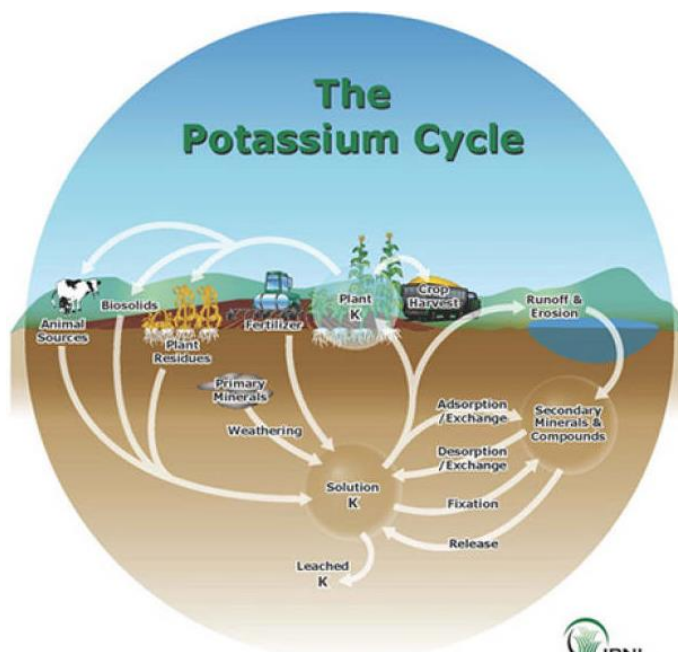 The
Potassium Cycle
Animal
Sources
Biosolids
Plant
Residues
Fertilizer
Plant
K
Crop
Harvest
Runoff &
Erosion
Primary
Minerals
Weathering
Adsorption
/Exchange
Secondary
Minerals &
Compounds
Desorption
/Exchange
Solution
K
Fixation
Release
Leached
K